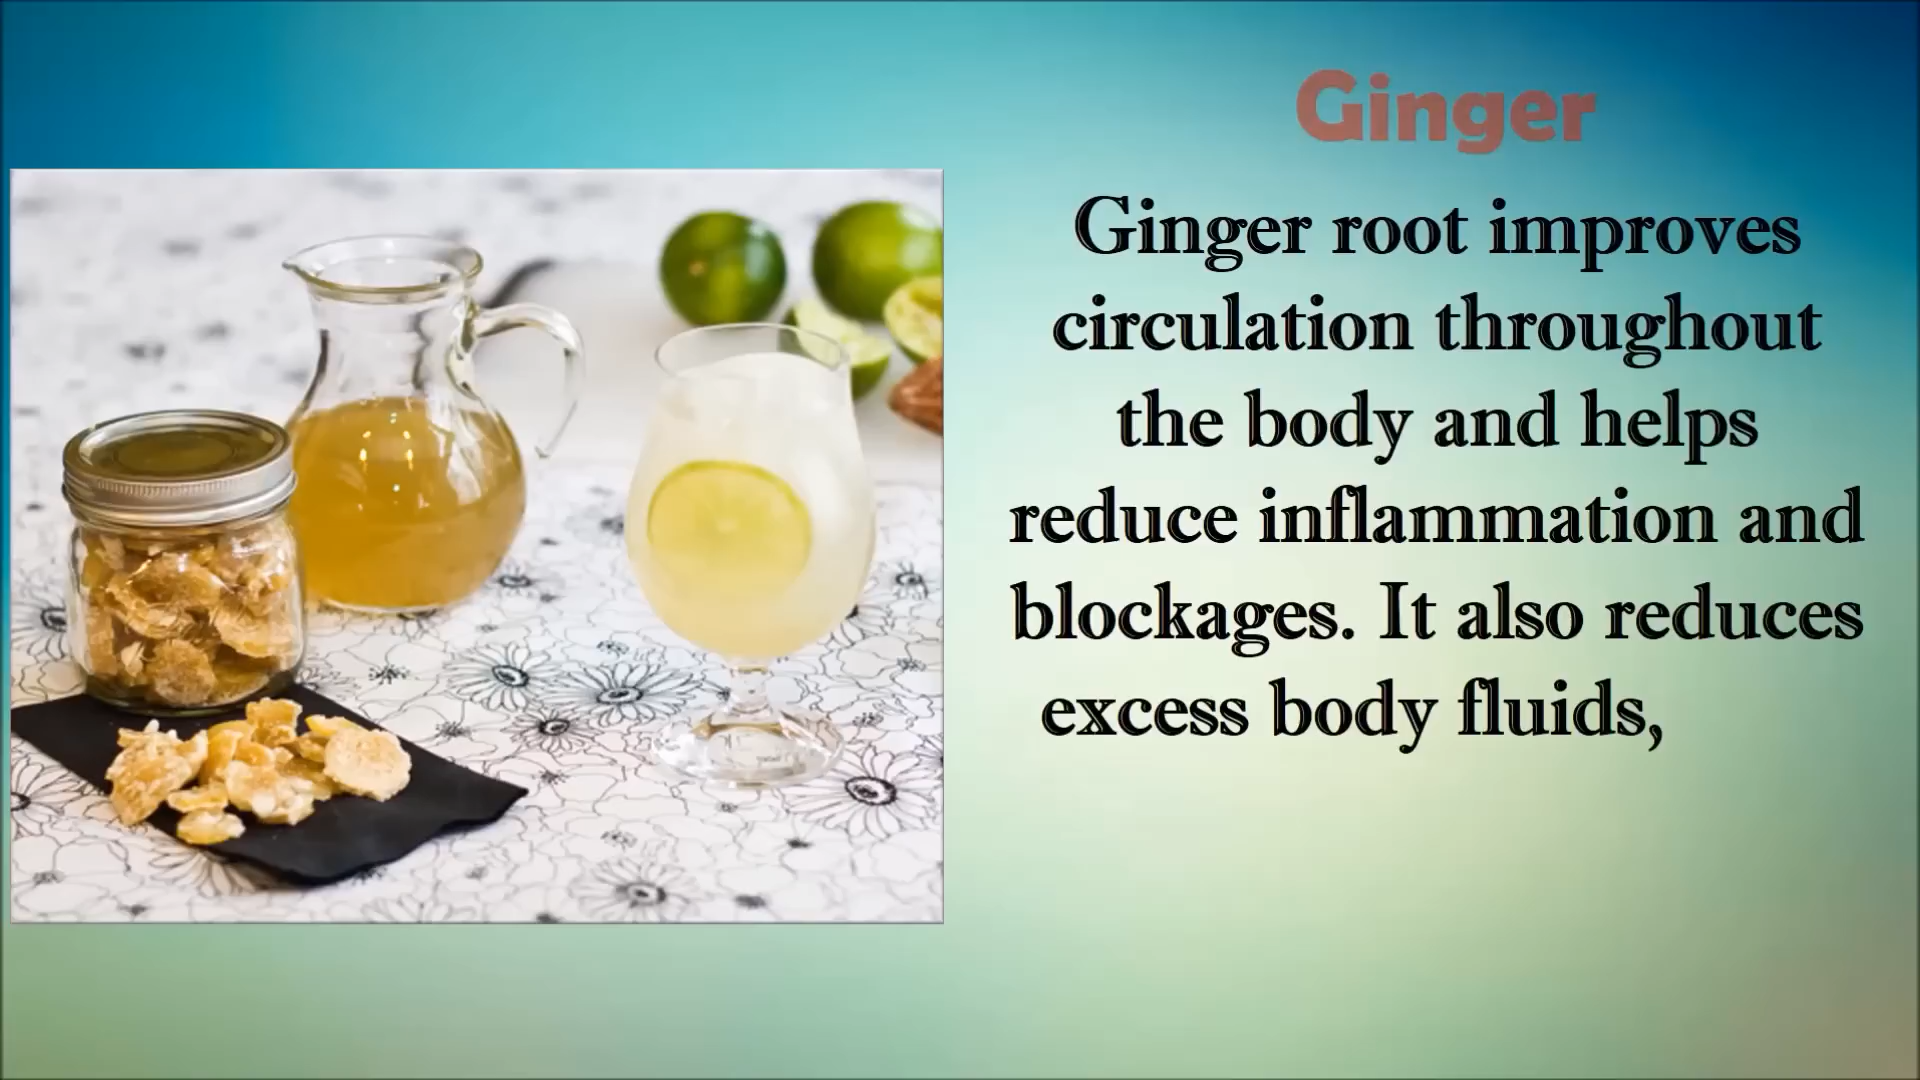 Ginger
Ginger root improves
circulation throughout
the body and helps
reduce inflammation and
blockages. It also reduces
excess body fluids,